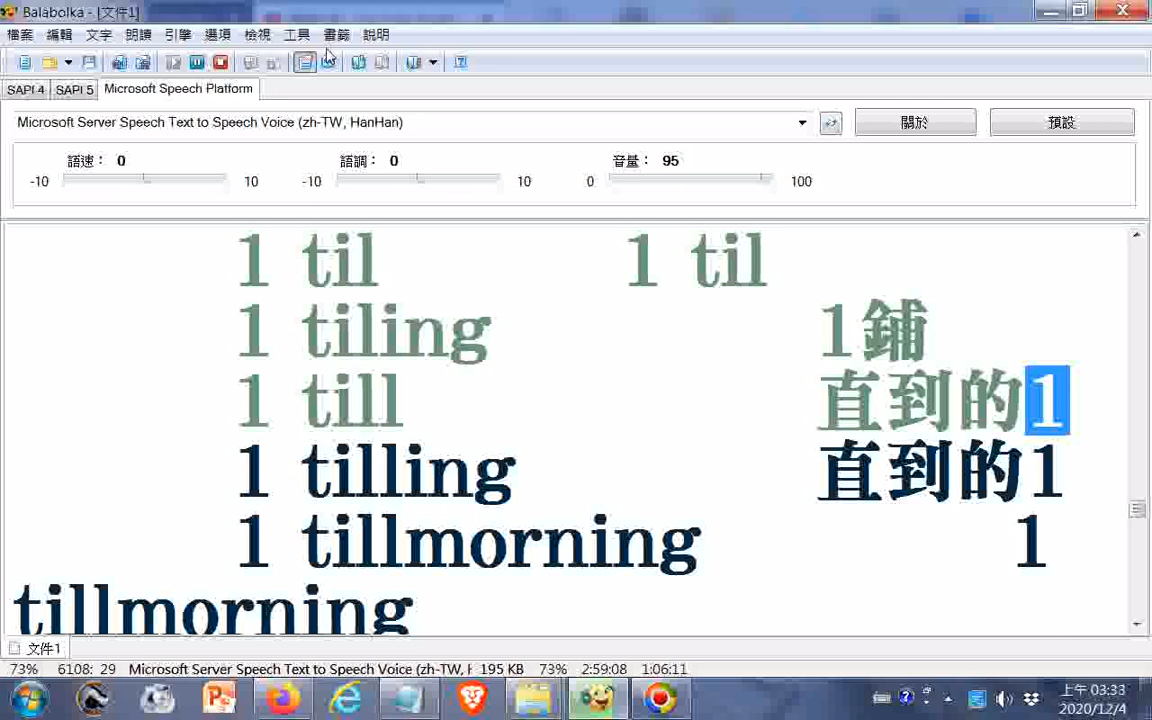 Balabolka - [文件1]
檔案 編輯 文字 朗讀 引擎 選項 檢視 工具 書籤 說明
SAPI 4 SAPI 5 Microsoft Speech Platform
Microsoft Server Speech Text to Speech Voice (zh-TW, HanHan) 關於 預設
語速： 0 語調： 0 音量： 95
-10 10 -10 10 0 100
1 til 1 til
1 tiling 1鋪
1 till 直到的1
1 tilling 直到的1
1 tillmorning 1
tillmorning
文件1
73% 6108: 29 Microsoft Server Speech Text to Speech Voice (zh-TW, H 195 KB 73% 2:59:08 1:06:11
上午 03:33
2020/12/4